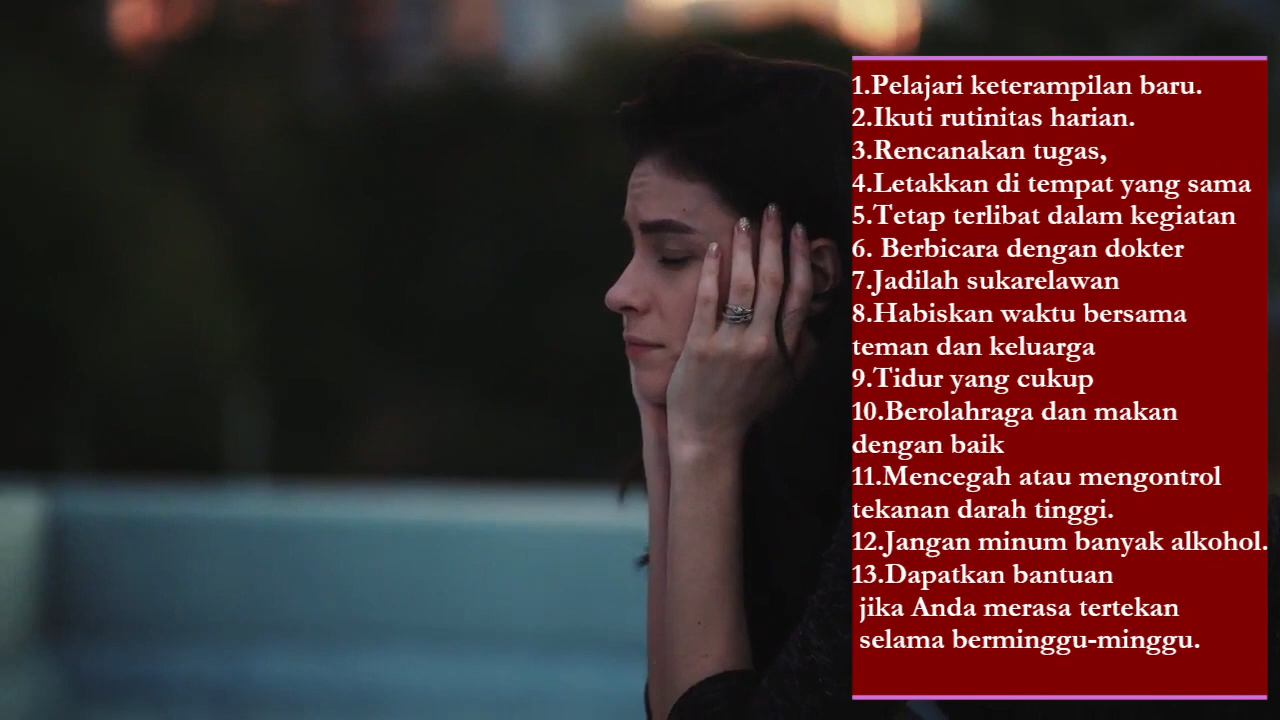 1.Pelajari keterampilan baru.
2.Ikuti rutinitas harian.
3.Rencanakan tugas,
4.Letakkan di tempat yang sama
5.Tetap terlibat dalam kegiatan
6. Berbicara dengan dokter
7.Jadilah sukarelawan
8.Habiskan waktu bersama
teman dan keluarga
9.Tidur yang cukup
10.Berolahraga dan makan
dengan baik
11.Mencegah atau mengontrol
tekanan darah tinggi.
12.Jangan minum banyak alkohol.
13.Dapatkan bantuan
jika Anda merasa tertekan
selama berminggu-minggu.